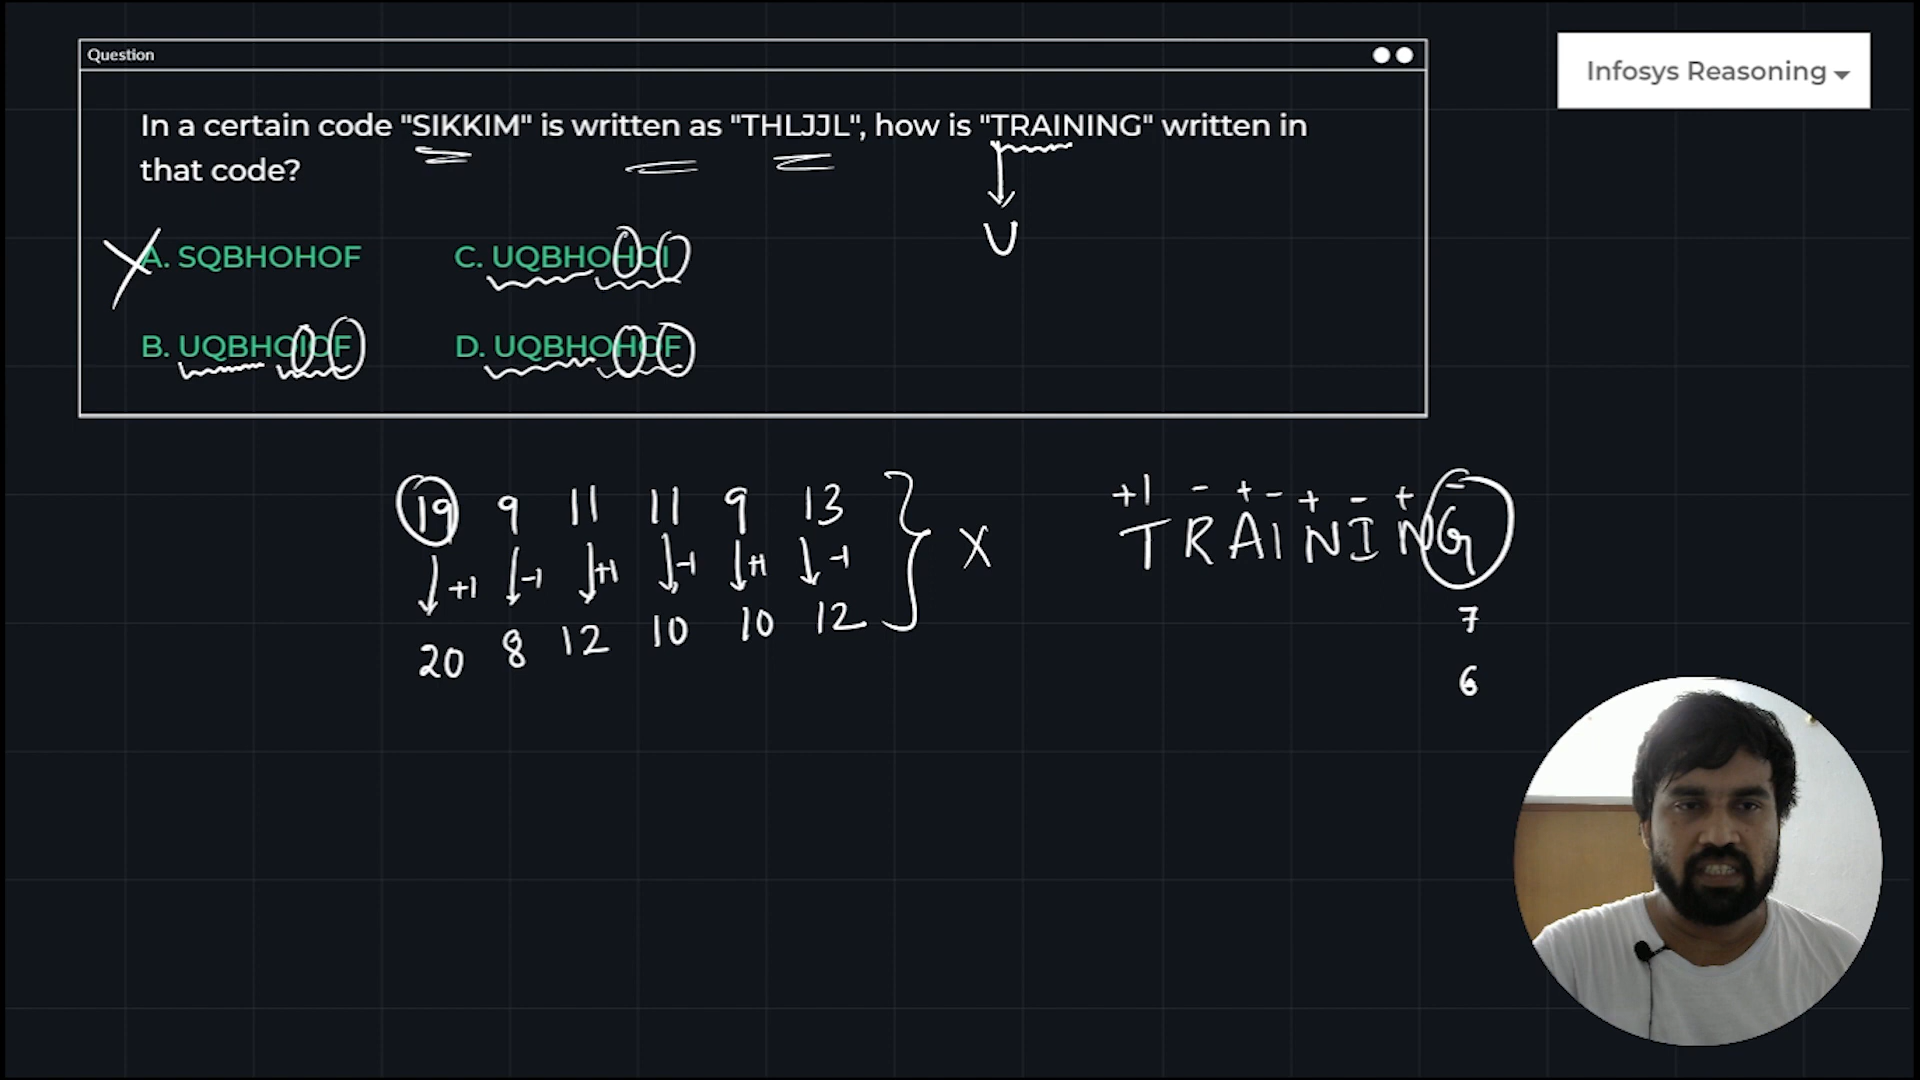 Question
Infosys Reasoning
In a certain code "SIKKIM" is written as "THLJJL", how is "TRAINING" written in
that code?
U
A. SQBHOHOF
C. UQBHOHOI
B. UQBHOIOF
D. UQBHOHOF
19 9 11 11 9 13
+1 -1 +1 -1 +1 -1
20 8 12 10 10 12
X
+1 - + - + - + -
TRAINING
7
6